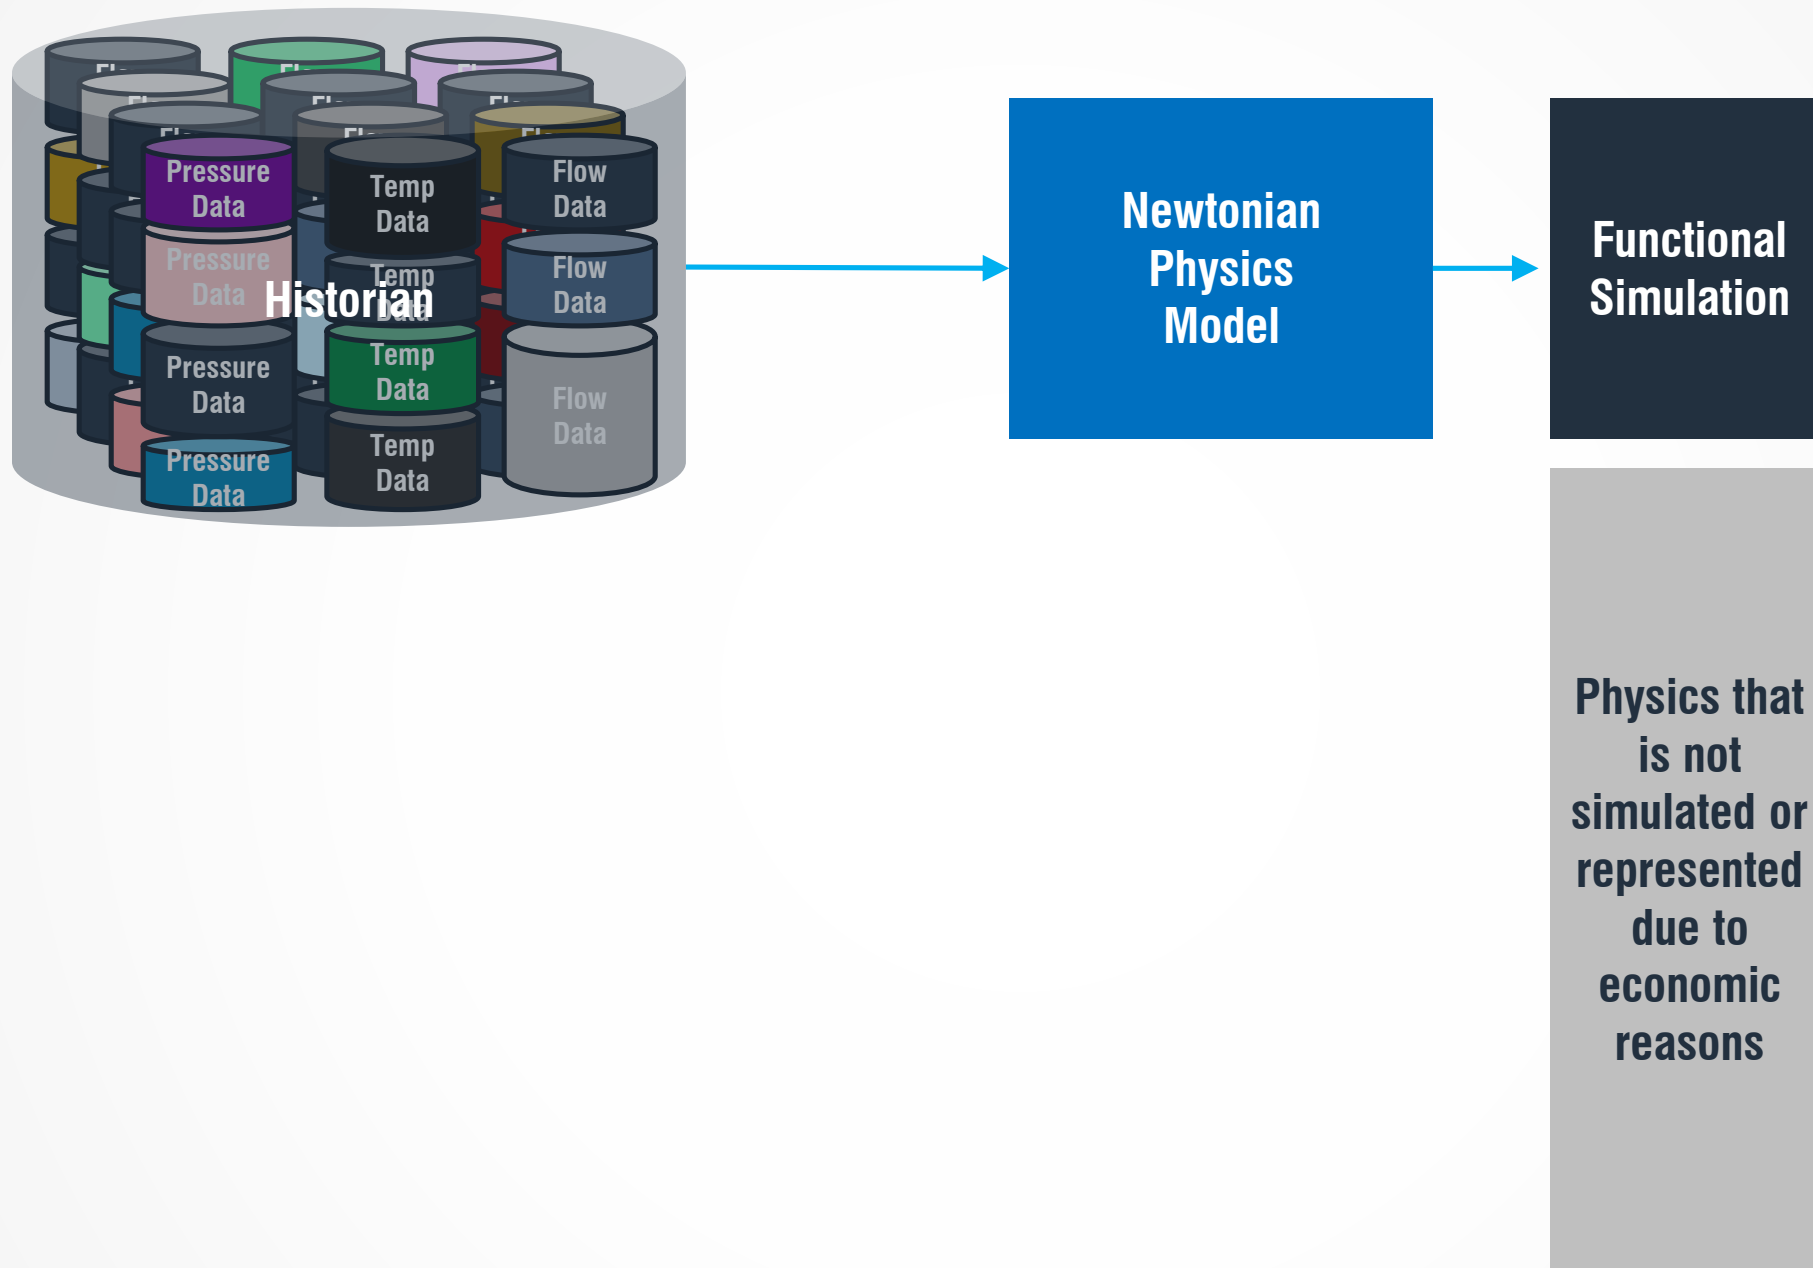 Pressure
Data
Temp
Data
Flow
Data
Pressure
Data
Temp
Data
Flow
Data
Historian
Pressure
Data
Temp
Data
Flow
Data
Pressure
Data
Temp
Data
Newtonian
Physics
Model
Functional
Simulation
Physics that
is not
simulated or
represented
due to
economic
reasons